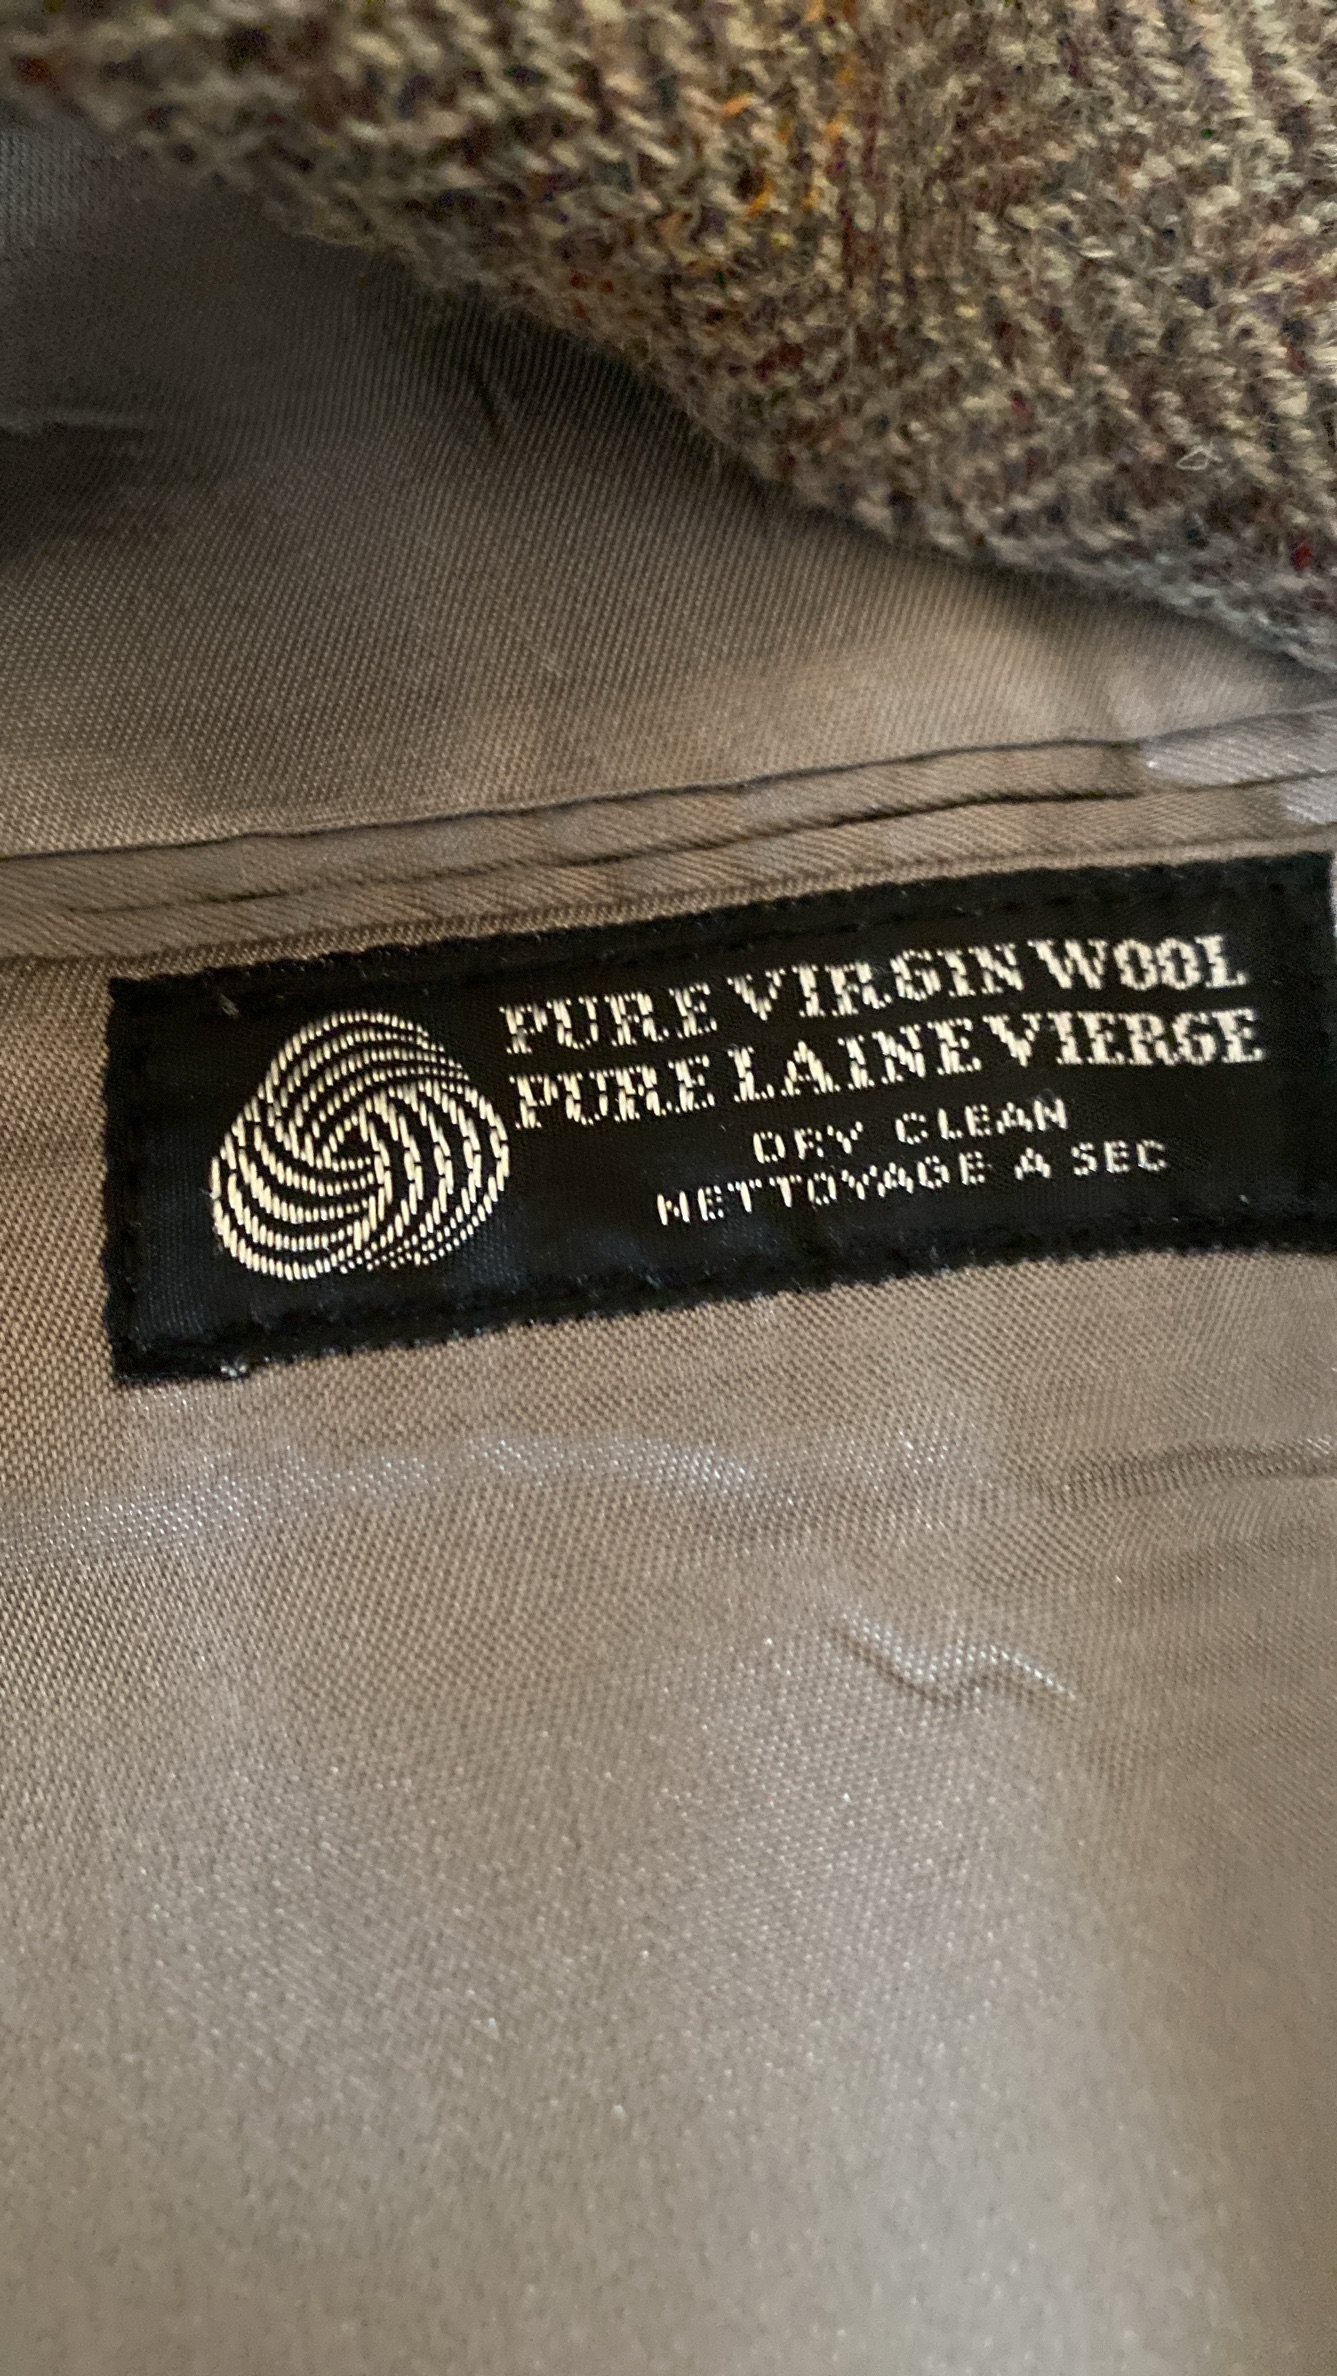 PURE VIRGIN WOOL
PURE LAINE VIERGE
DRY CLEAN
NETTOYAGE A SEC